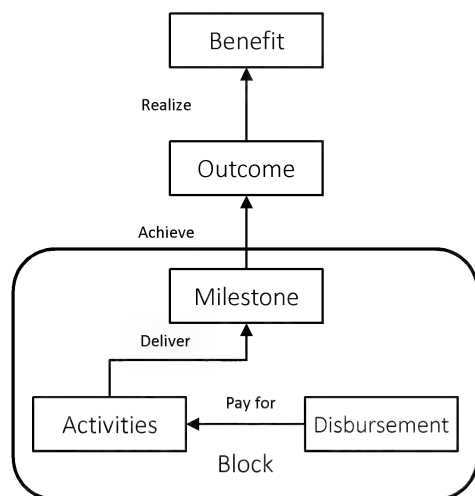 Benefit
Realize
Outcome
Achieve
Milestone
Deliver
Pay for
Activities
Disbursement
Block